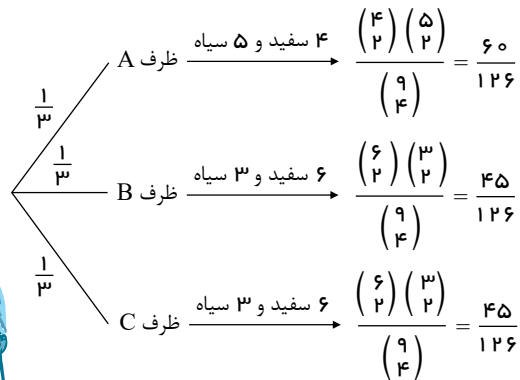 ۱/۳ ظرف A ۴ سفید و ۵ سیاه (۴ ۲)(۵ ۲)/(۹ ۴) = ۶۰/۱۲۶
۱/۳ ظرف B ۶ سفید و ۳ سیاه (۶ ۲)(۳ ۲)/(۹ ۴) = ۴۵/۱۲۶
۱/۳ ظرف C ۶ سفید و ۳ سیاه (۶ ۲)(۳ ۲)/(۹ ۴) = ۴۵/۱۲۶